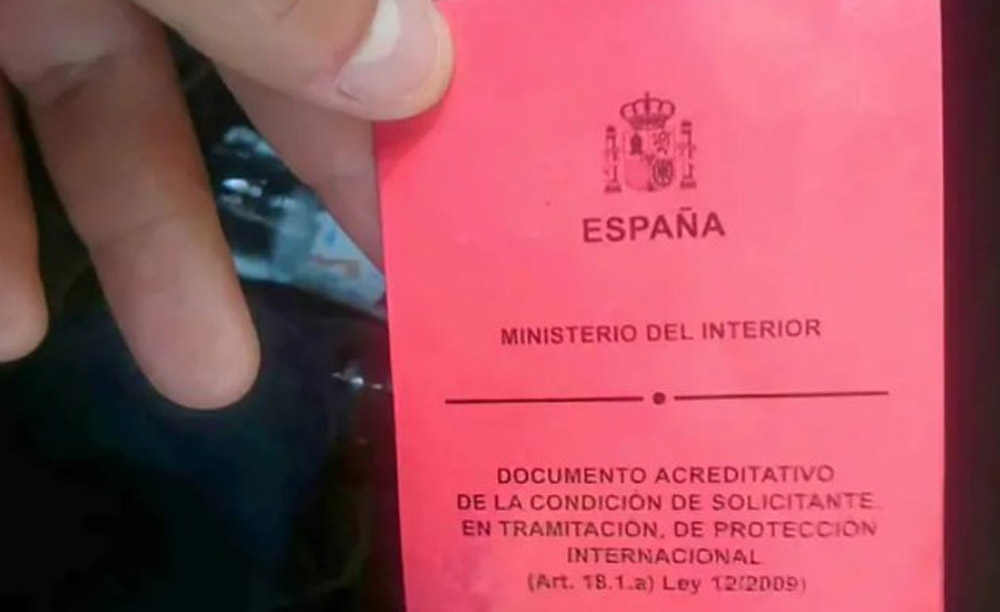 ESPAÑA
MINISTERIO DEL INTERIOR
DOCUMENTO ACREDITATIVO
DE LA CONDICIÓN DE SOLICITANTE,
EN TRAMITACIÓN, DE PROTECCIÓN
INTERNACIONAL
(Art. 18.1.a) Ley 12/2009)